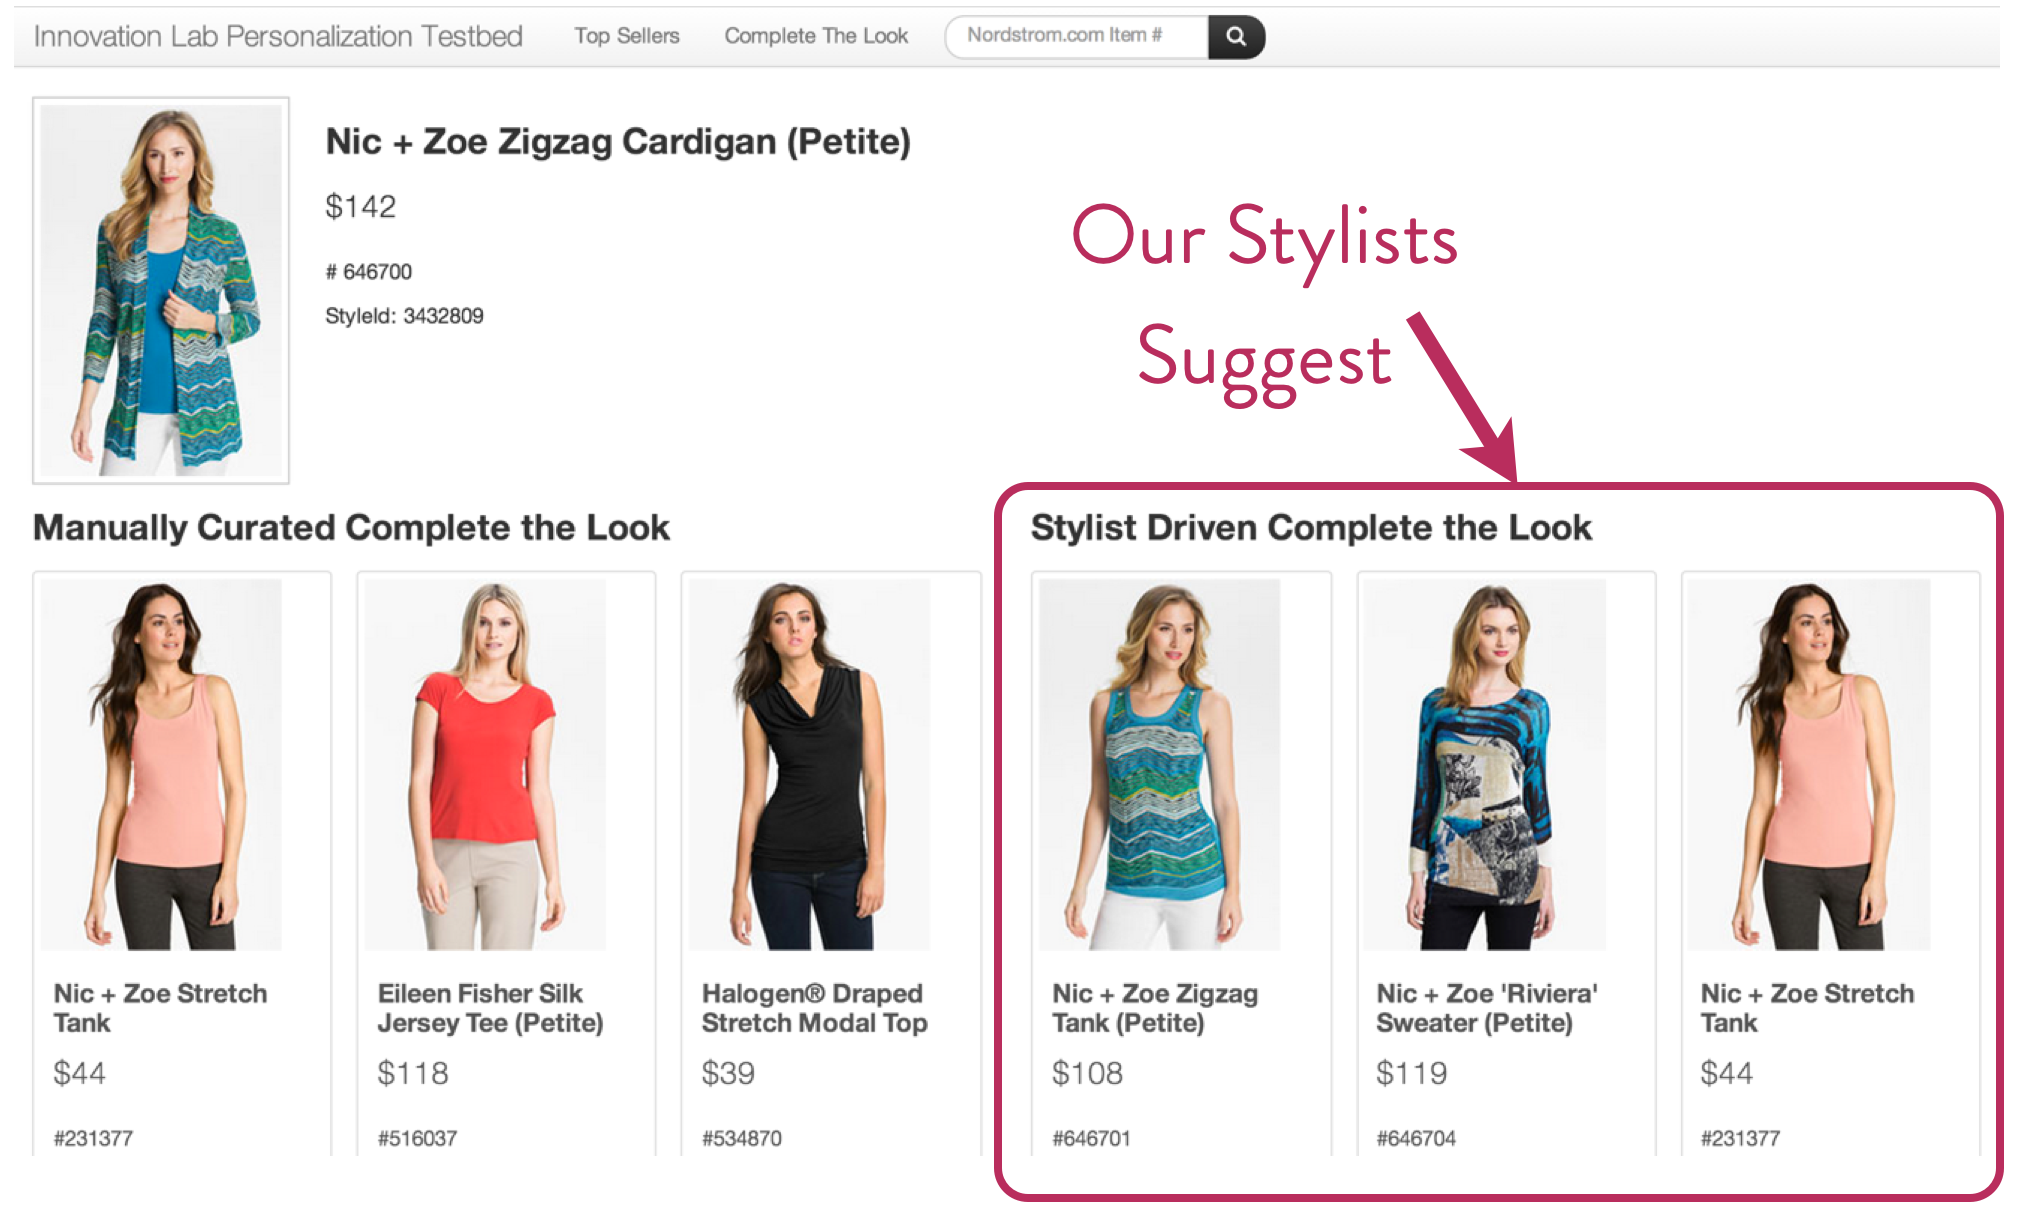 Innovation Lab Personalization Testbed Top Sellers Complete The Look Nordstrom.com Item #
Nic + Zoe Zigzag Cardigan (Petite)
$142
# 646700
StyleId: 3432809
Our Stylists
Suggest
Manually Curated Complete the Look
Nic + Zoe Stretch
Tank
$44
#231377
Eileen Fisher Silk
Jersey Tee (Petite)
$118
#516037
Halogen® Draped
Stretch Modal Top
$39
#534870
Stylist Driven Complete the Look
Nic + Zoe Zigzag
Tank (Petite)
$108
#646701
Nic + Zoe 'Riviera'
Sweater (Petite)
$119
#646704
Nic + Zoe Stretch
Tank
$44
#231377